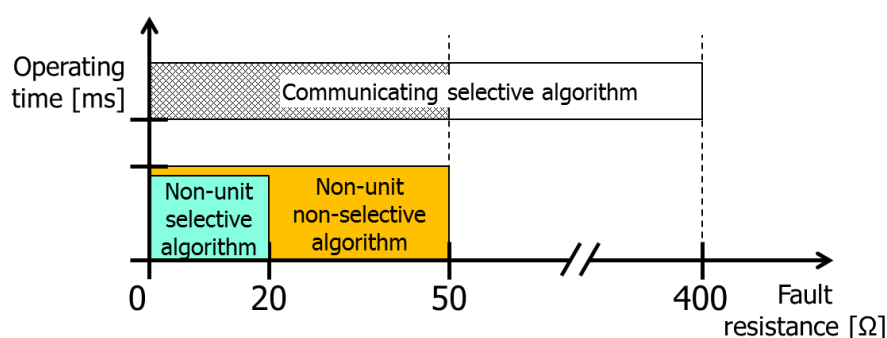 Operating
time [ms]
Communicating selective algorithm
Non-unit
selective
algorithm
Non-unit
non-selective
algorithm
0
20
50
400
Fault
resistance [Ω]